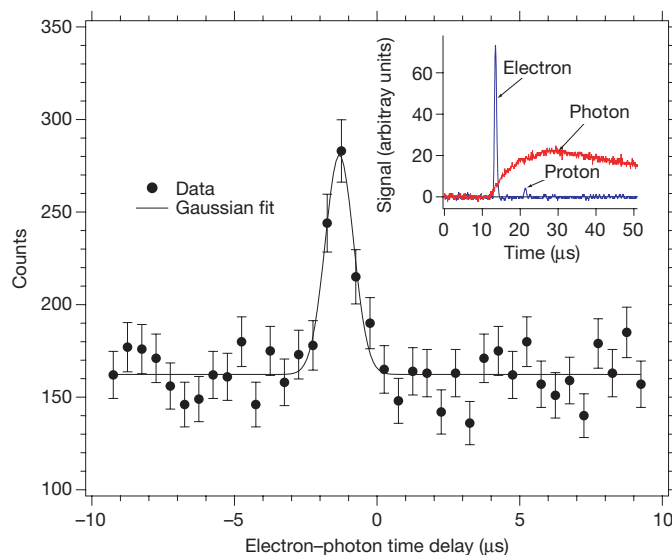 350
300
250
200
150
100
Counts
Data
Gaussian fit
−10
−5
0
5
10
Electron–photon time delay (μs)
60
40
20
0
Signal (arbitray units)
Electron
Photon
Proton
0
10
20
30
40
50
Time (μs)